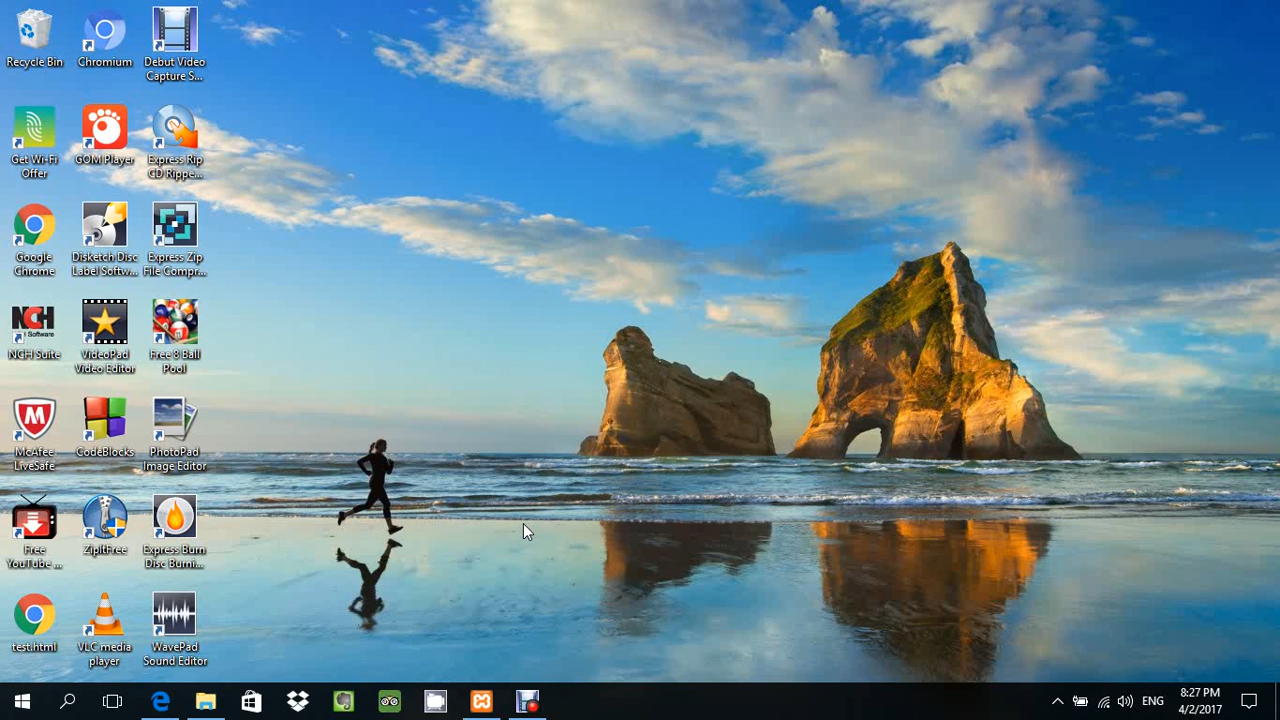 Recycle Bin
Chromium
Debut Video
Capture S...
Get Wi-Fi
Offer
GOM Player
Express Rip
CD Rippe...
Google
Chrome
Disketch Disc
Label Softw...
Express Zip
File Compr...
NCH
Software
NCH Suite
VideoPad
Video Editor
Free 8 Ball
Pool
McAfee
LiveSafe
CodeBlocks
PhotoPad
Image Editor
Free
YouTube ...
ZipItFree
Express Burn
Disc Burni...
test.html
VLC media
player
WavePad
Sound Editor
ENG
8:27 PM
4/2/2017